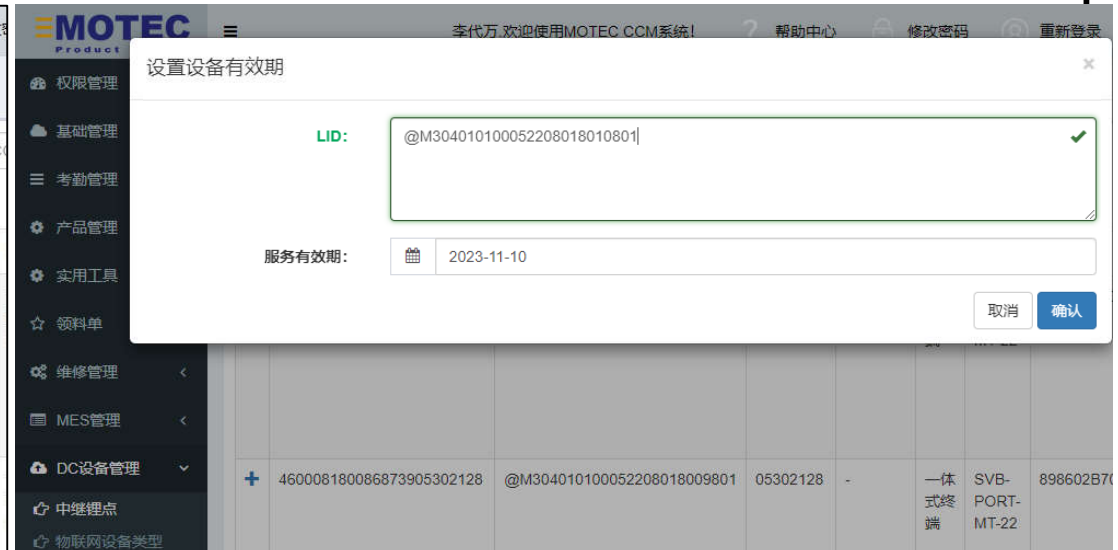 EMOTEC
Product
李代万,欢迎使用MOTEC CCM系统!
帮助中心
修改密码
重新登录
设置设备有效期
×
权限管理
基础管理
考勤管理
产品管理
实用工具
领料单
维修管理
MES管理
DC设备管理
中继锂点
物联网设备类型
LID:
@M304010100052208018010801
服务有效期:
2023-11-10
取消
确认
460008180086873905302128
@M304010100052208018009801
05302128
-
一体
式终
端
SVB-
PORT-
MT-22
898602B70